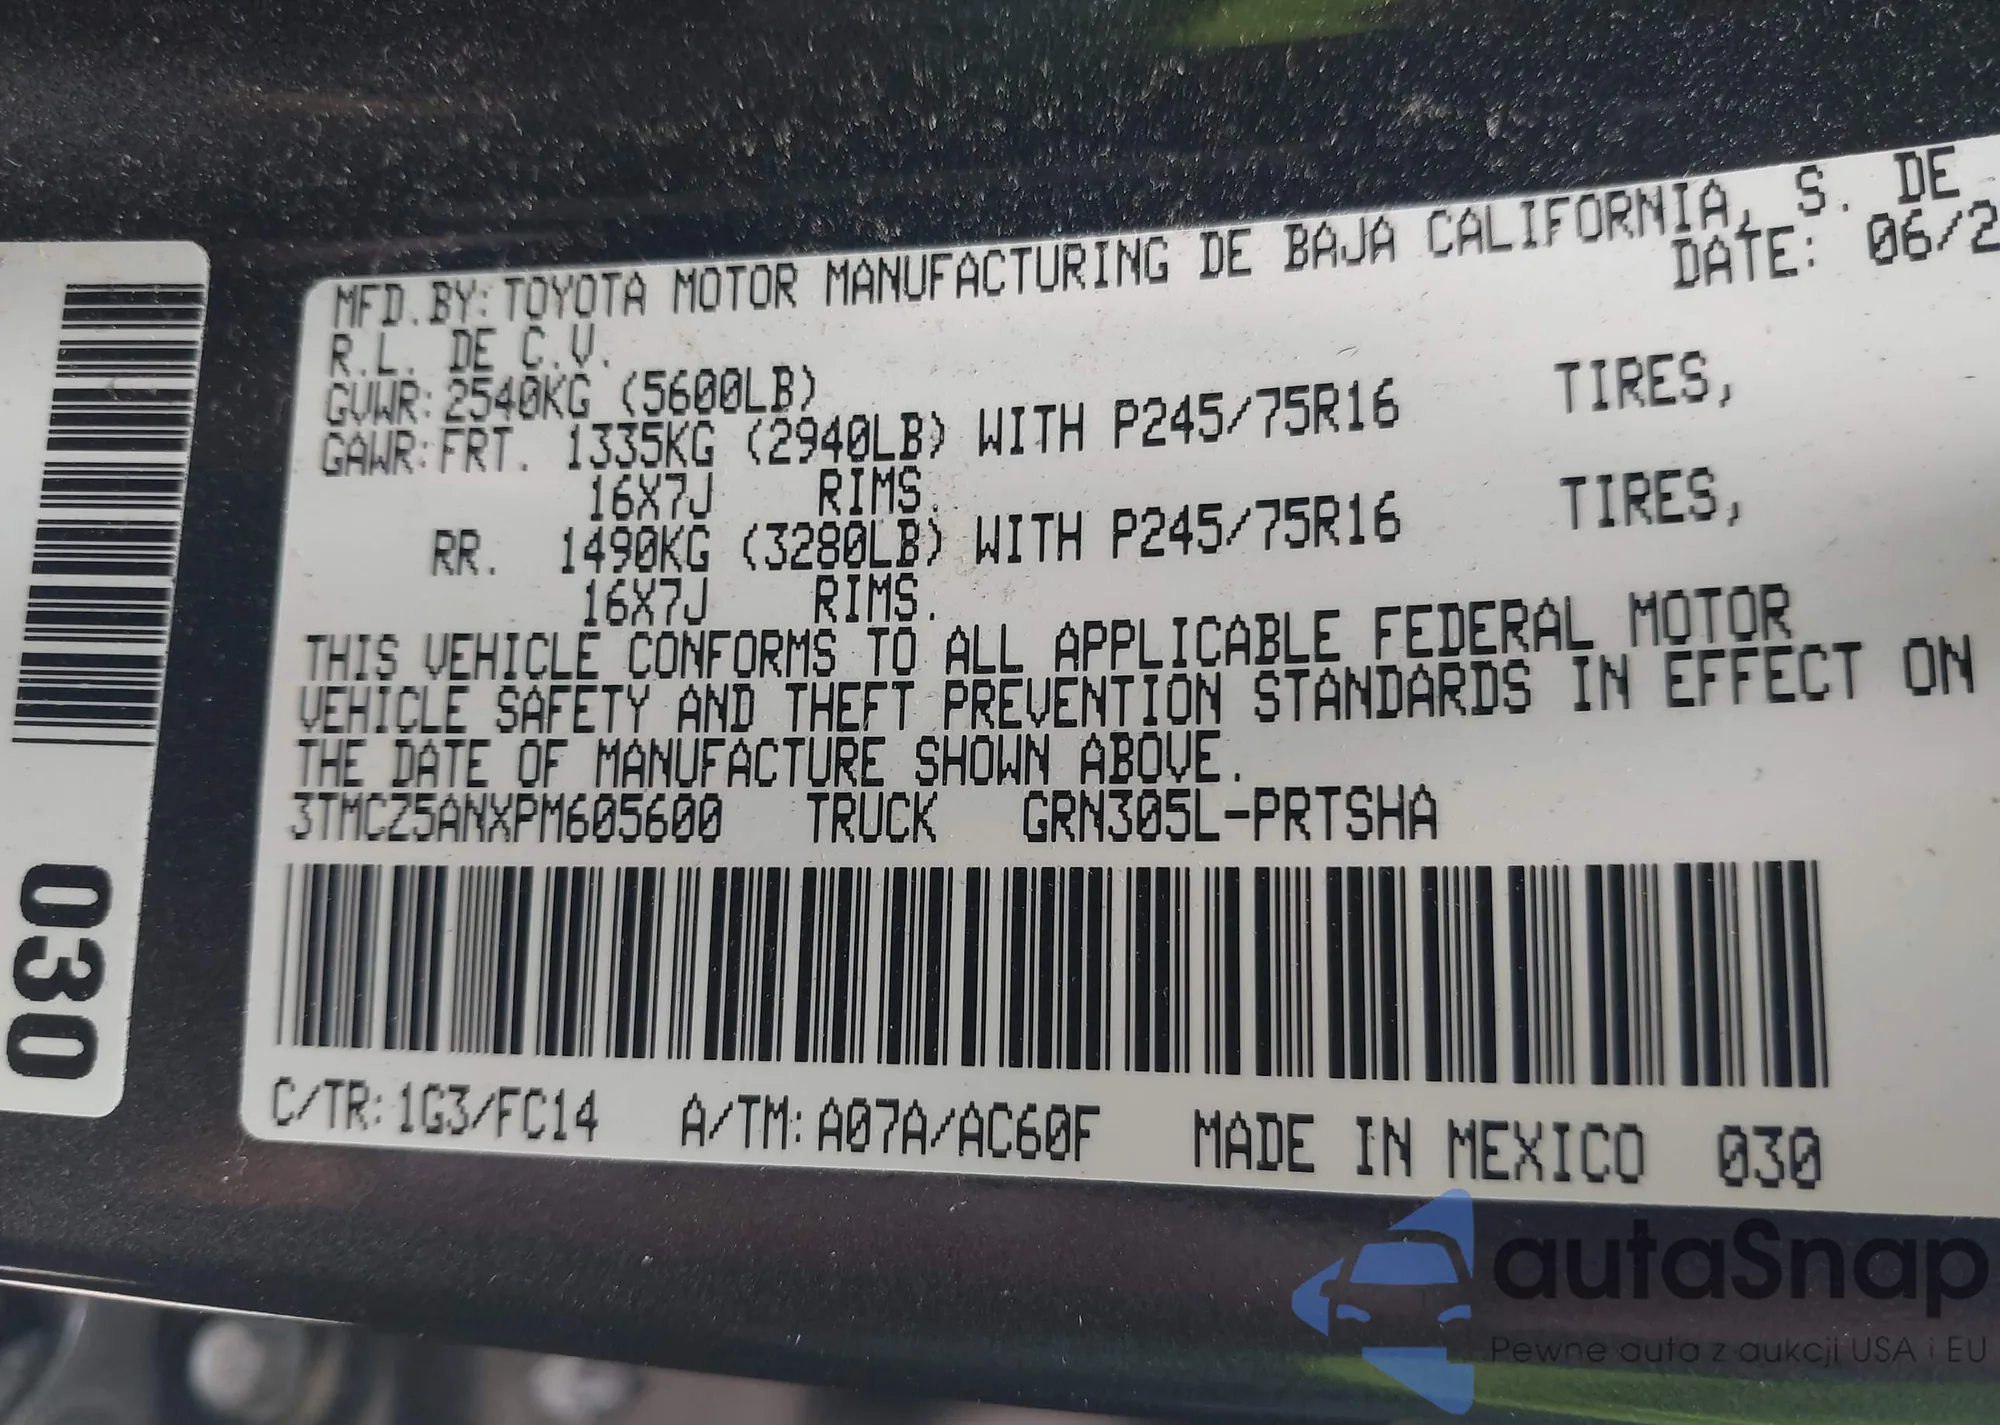 MFD.BY:TOYOTA MOTOR MANUFACTURING DE BAJA CALIFORNIA, S. DE
R.L. DE C.V. DATE: 06/2
GVWR:2540KG (5600LB)
GAWR:FRT. 1335KG (2940LB) WITH P245/75R16 TIRES,
16X7J RIMS.
RR. 1490KG (3280LB) WITH P245/75R16 TIRES,
16X7J RIMS.
THIS VEHICLE CONFORMS TO ALL APPLICABLE FEDERAL MOTOR
VEHICLE SAFETY AND THEFT PREVENTION STANDARDS IN EFFECT ON
THE DATE OF MANUFACTURE SHOWN ABOVE.
3TMCZ5ANXPM605600 TRUCK GRN305L-PRTSHA
C/TR:1G3/FC14 A/TM:A07A/AC60F MADE IN MEXICO 030
030
autaSnap
Pewne auta z aukcji USA i EU